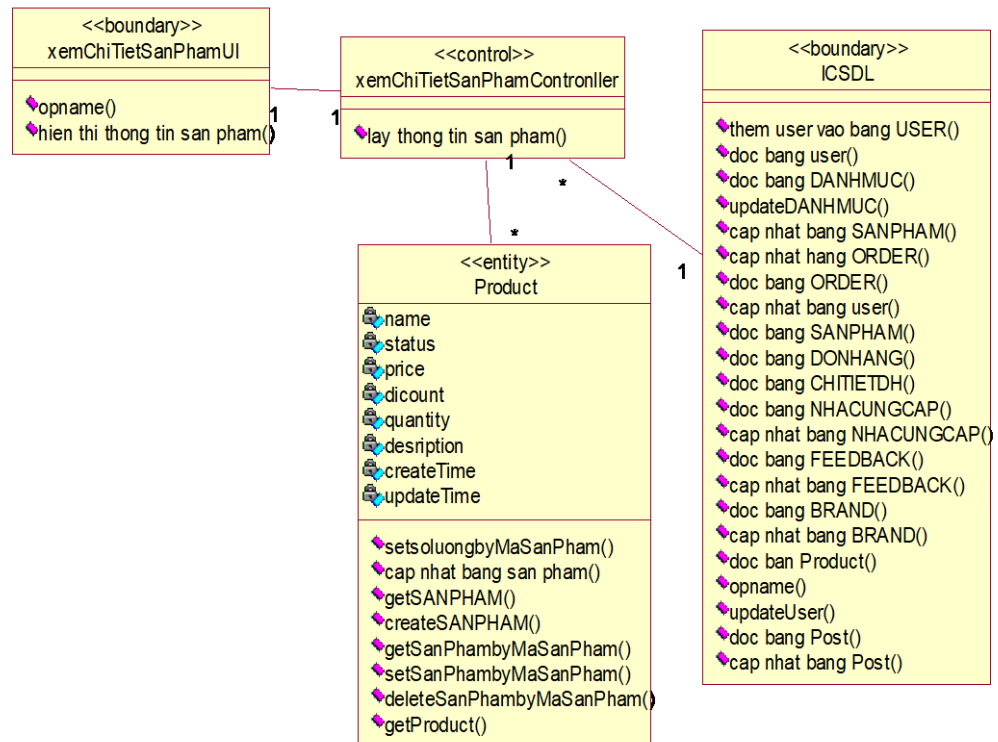 <<boundary>>
xemChiTietSanPhamUI
opname()
hien thi thong tin san pham()
1
1
<<control>>
xemChiTietSanPhamContronller
lay thong tin san pham()
1
*
*
1
<<entity>>
Product
name
status
price
dicount
quantity
desription
createTime
updateTime
setsoluongbyMaSanPham()
cap nhat bang san pham()
getSANPHAM()
createSANPHAM()
getSanPhambyMaSanPham()
setSanPhambyMaSanPham()
deleteSanPhambyMaSanPham()
getProduct()
<<boundary>>
ICSDL
them user vao bang USER()
doc bang user()
doc bang DANHMUC()
updateDANHMUC()
cap nhat bang SANPHAM()
cap nhat hang ORDER()
doc bang ORDER()
cap nhat bang user()
doc bang SANPHAM()
doc bang DONHANG()
doc bang CHITIETDH()
doc bang NHACUNGCAP()
cap nhat bang NHACUNGCAP()
doc bang FEEDBACK()
cap nhat bang FEEDBACK()
doc bang BRAND()
cap nhat bang BRAND()
doc ban Product()
opname()
updateUser()
doc bang Post()
cap nhat bang Post()